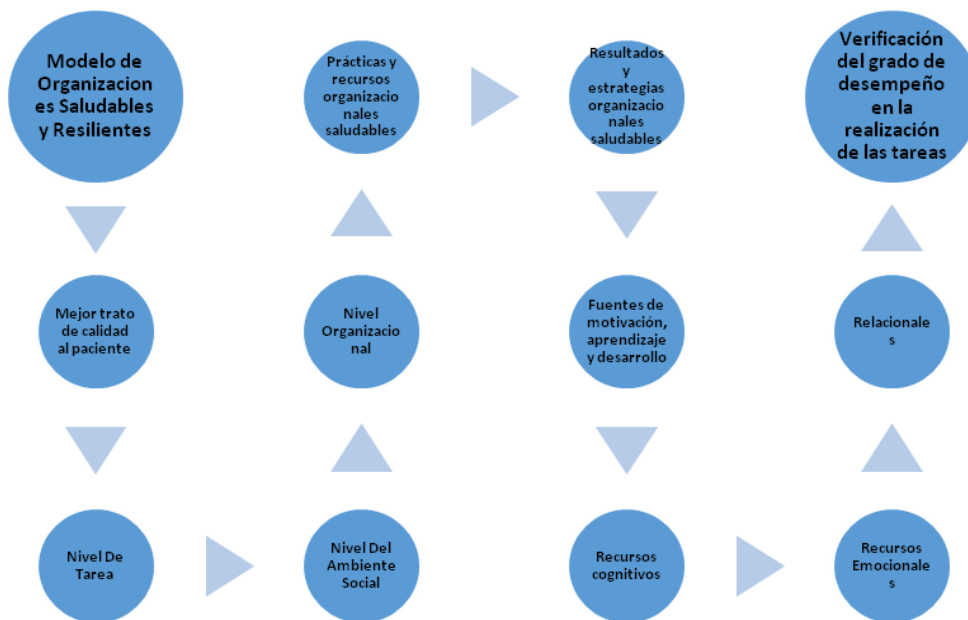 Modelo de
Organizacion
es Saludables
y Resilientes
Mejor trato
de calidad
al paciente
Nivel De
Tarea
Nivel Del
Ambiente
Social
Nivel
Organizacio
nal
Prácticas y
recursos
organizacio
nales
saludables
Resultados
y
estrategias
organizacio
nales
saludables
Fuentes de
motivación,
aprendizaje
y desarrollo
Recursos
cognitivos
Recursos
Emocionale
s
Relacionale
s
Verificación
del grado de
desempeño
en la
realización
de las tareas